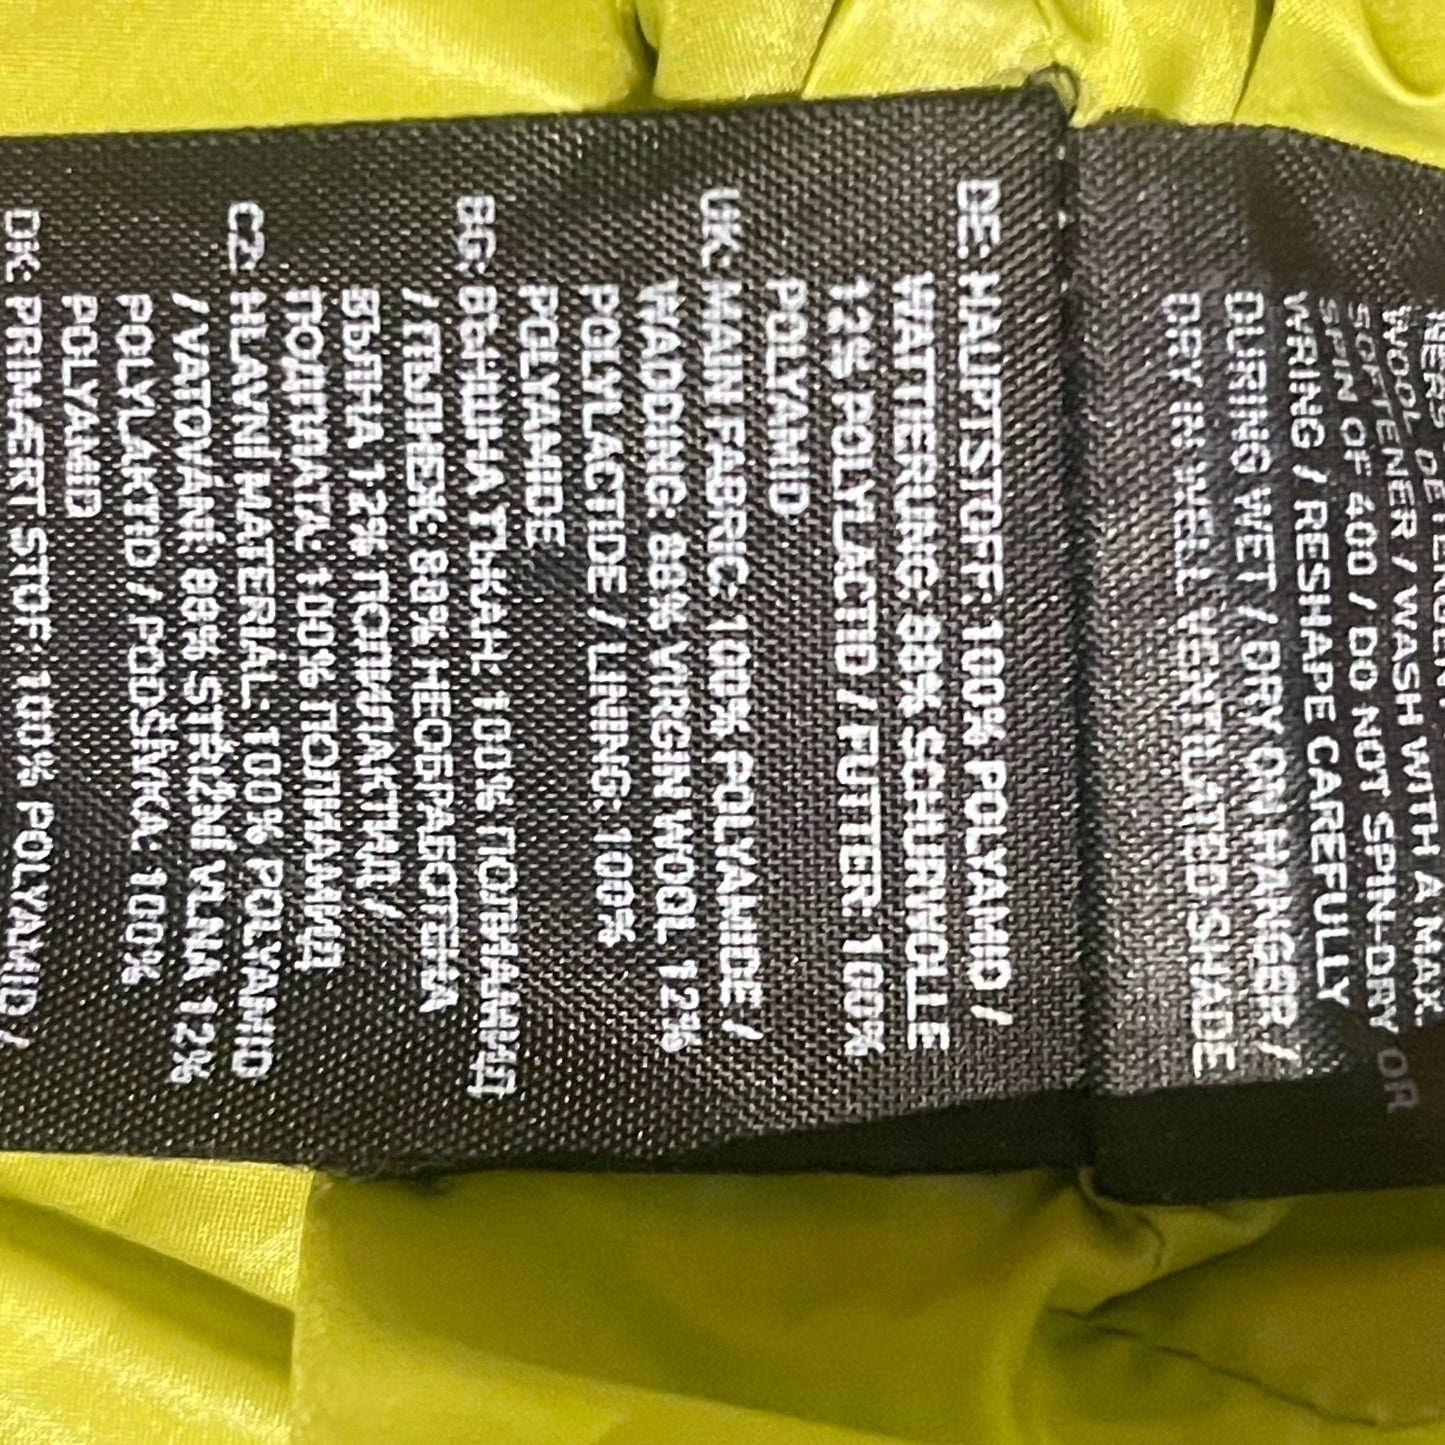 NERS
WOOL DETERGENT
SOFTENER / WASH WITH A MAX.
SPIN OF 400 / DO NOT SPIN-DRY OR
WRING / RESHAPE CAREFULLY
DURING WET / DRY ON HANGER /
DRY IN WELL VENTILATED SHADE
DE: HAUPTSTOFF: 100% POLYAMID /
WATTIERUNG: 88% SCHURWOLLE
12% POLYLACTID / FUTTER: 100%
POLYAMID
UK: MAIN FABRIC: 100% POLYAMIDE /
WADDING: 88% VIRGIN WOOL 12%
POLYLACTIDE / LINING: 100%
POLYAMIDE
BG: ВЪНШНА ТЪКАН: 100% ПОЛИАМИД
/ ПЪЛНЕЖ: 88% НЕОБРАБОТЕНА
ВЪЛНА 12% ПОЛИЛАКТИД /
ПОДПЛАТА: 100% ПОЛИАМИД
CZ: HLAVNÍ MATERIÁL: 100% POLYAMID
/ VATOVÁNÍ: 88% STŘIŽNÍ VLNA 12%
POLYLAKTID / PODŠÍVKA: 100%
POLYAMID
DK: PRIMÆRT STOF: 100% POLYAMID /